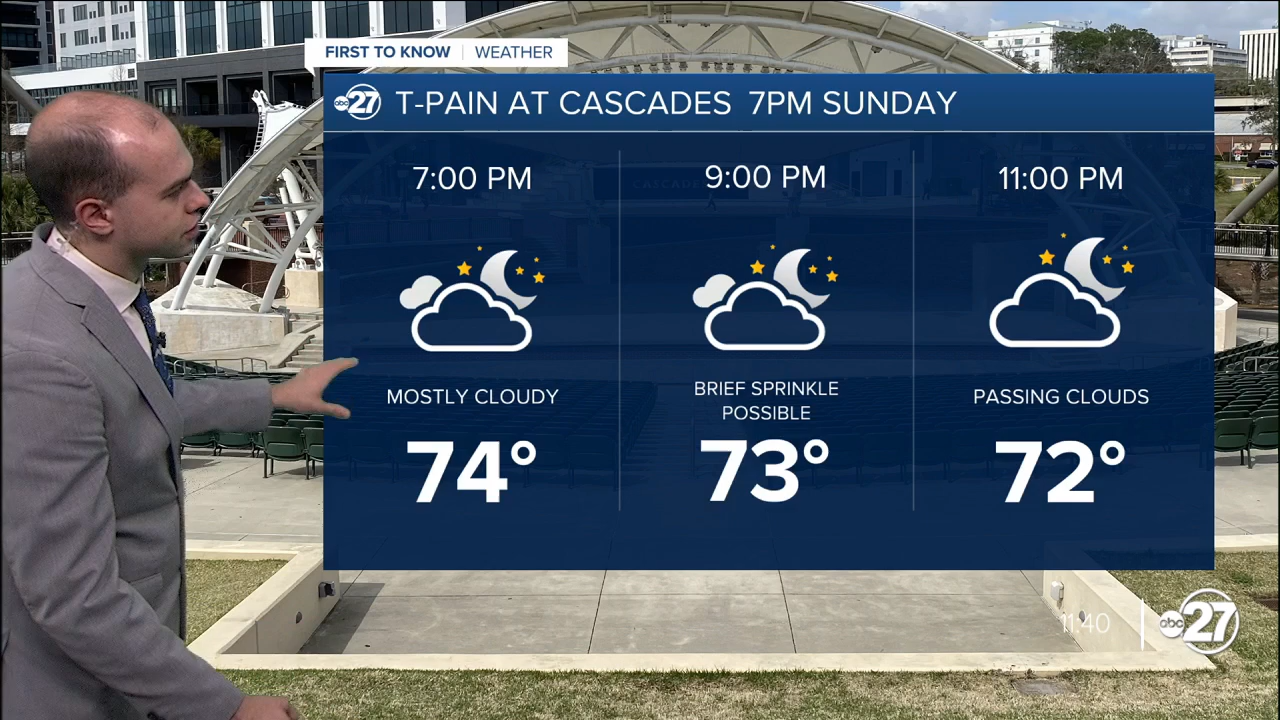 FIRST TO KNOW | WEATHER
abc 27 T-PAIN AT CASCADES 7PM SUNDAY
7:00 PM 9:00 PM 11:00 PM
MOSTLY CLOUDY BRIEF SPRINKLE POSSIBLE PASSING CLOUDS
74° 73° 72°
11:40 abc 27